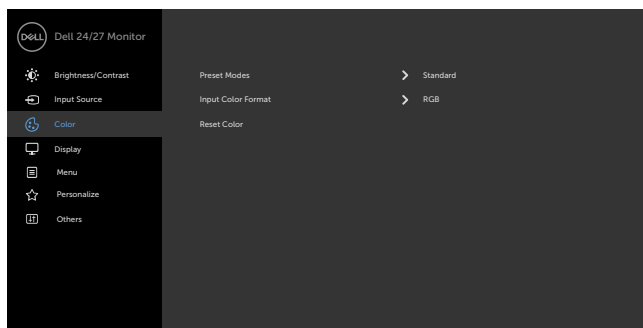 DELL Dell 24/27 Monitor
Brightness/Contrast Preset Modes Standard
Input Source Input Color Format RGB
Color Reset Color
Display
Menu
Personalize
Others